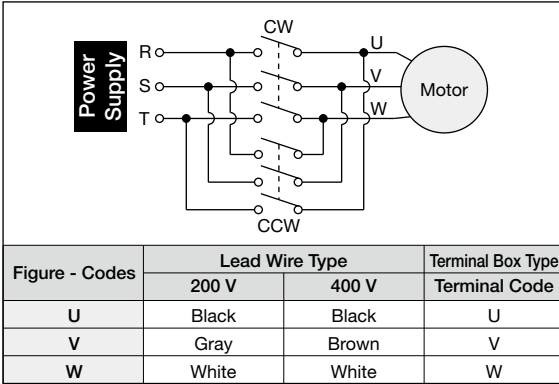 CW
Power
Supply
R
S
T
U
V
W
Motor
CCW
Figure - Codes Lead Wire Type Terminal Box Type
200 V 400 V Terminal Code
U Black Black U
V Gray Brown V
W White White W